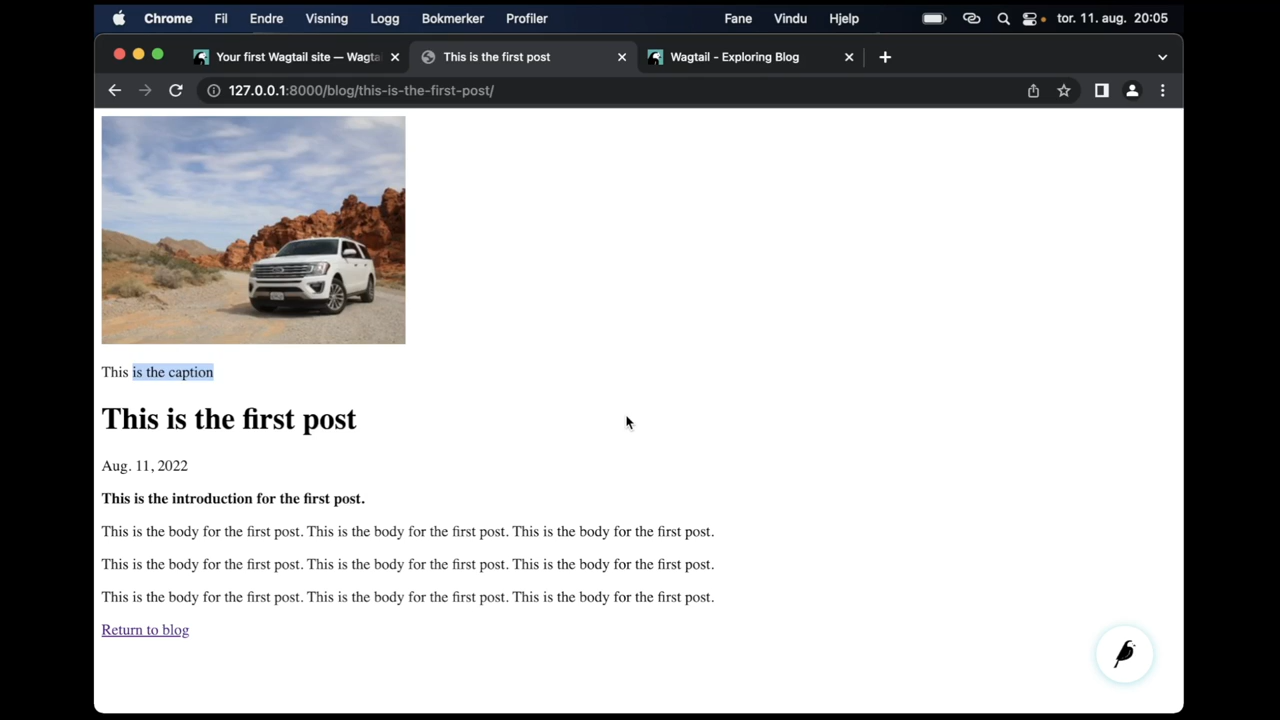 Chrome Fil Endre Visning Logg Bokmerker Profiler Fane Vindu Hjelp tor. 11. aug. 20:05
Your first Wagtail site — Wagta This is the first post Wagtail - Exploring Blog
127.0.0.1:8000/blog/this-is-the-first-post/
This is the caption
This is the first post
Aug. 11, 2022
This is the introduction for the first post.
This is the body for the first post. This is the body for the first post. This is the body for the first post.
This is the body for the first post. This is the body for the first post. This is the body for the first post.
This is the body for the first post. This is the body for the first post. This is the body for the first post.
Return to blog